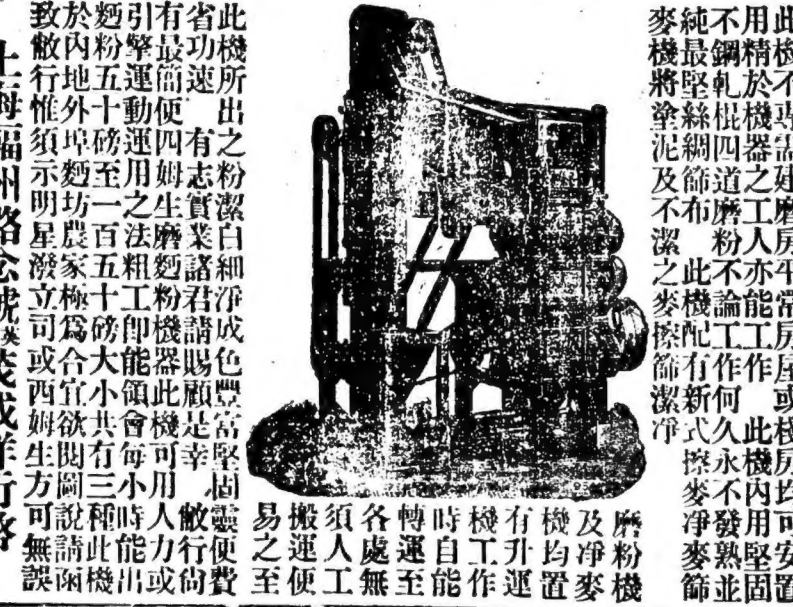 此機不專需建磨房平常房屋或棧房均可安置
用精於機器之工人亦能工作 此機內用堅固
不鋼軋棍四道磨粉不論工作何久永不發熟並
純最堅絲綢篩布 此機配有新式擦麥淨麥篩
麥機將塗泥及不潔之麥擦篩潔淨
磨粉機
及净麥
機均置
有升運
機工作
時自能
轉運至
各處無
須人工
搬運便
易之至
此機所出之粉潔白細淨成色豐富堅固靈便費
省功速 有志實業諸君請賜顧是幸 敝行尙
有最簡便四姆生磨麪粉機器此機可用人力或
引擎運動運用之法粗工卽能領會每小時能出
麪粉五十磅至一百五十磅大小共有三種此機
於內地外埠麪坊農家極爲合宜欲閱圖說請函
致敝行惟須示明星潑立司或西姆生方可無誤
上海福州路念號英茂成洋行啓